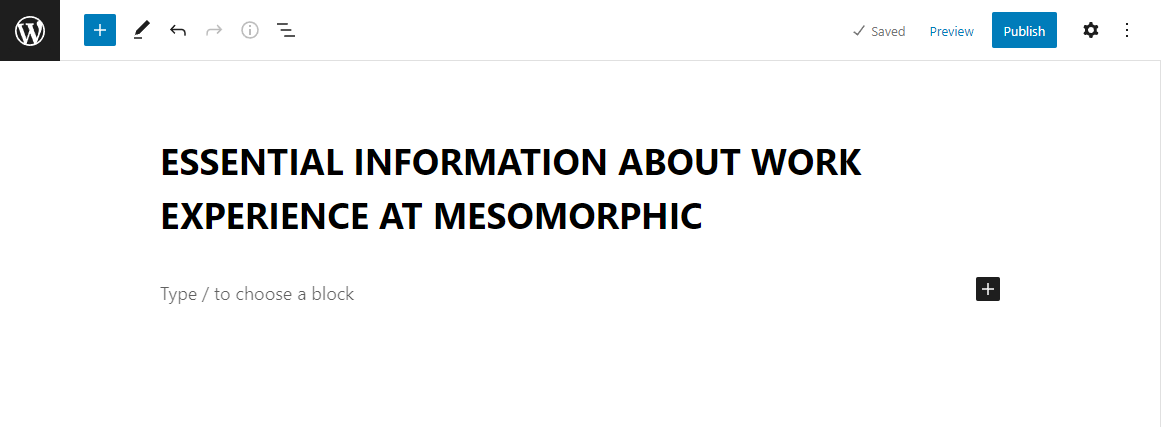 Saved Preview Publish
ESSENTIAL INFORMATION ABOUT WORK
EXPERIENCE AT MESOMORPHIC
Type / to choose a block